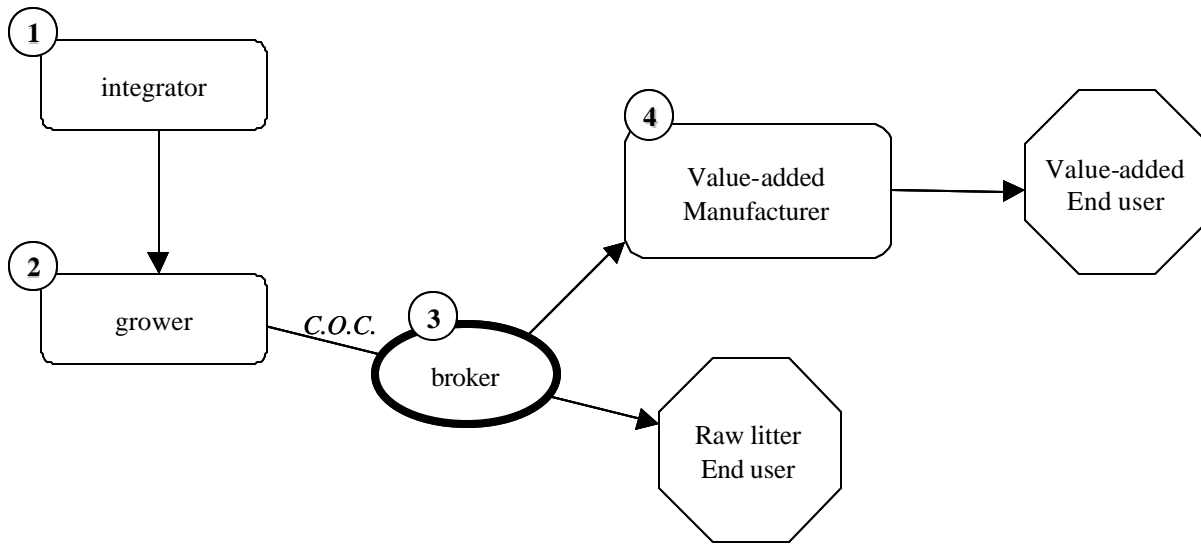 1
integrator
2
grower
C.O.C.
3
broker
4
Value-added
Manufacturer
Value-added
End user
Raw litter
End user